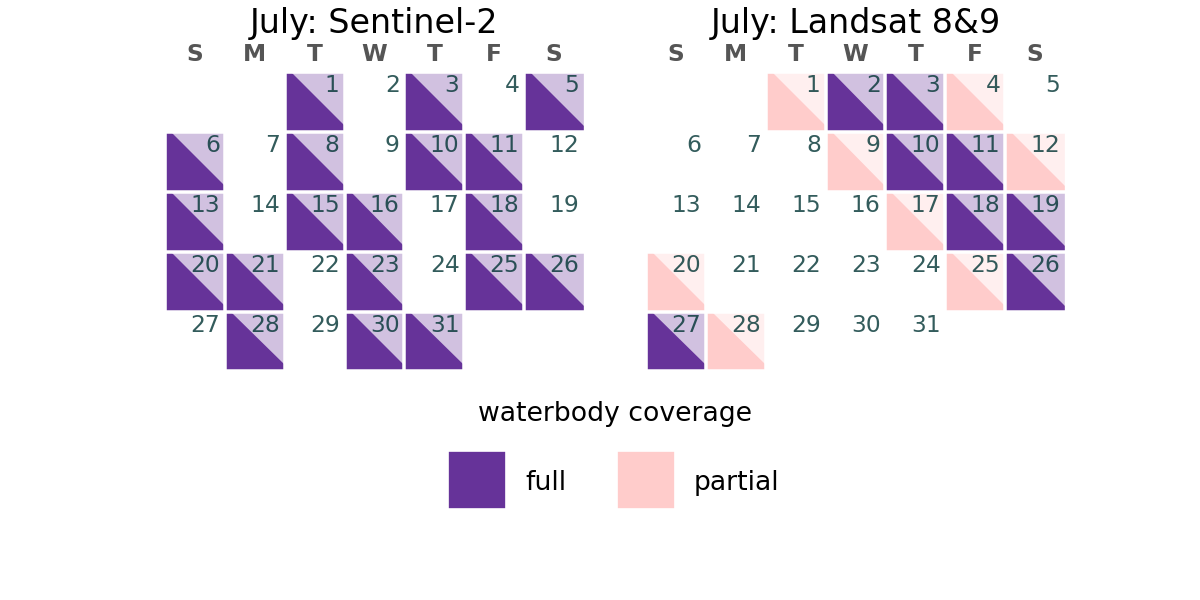 July: Sentinel-2
S M T W T F S
1 2 3 4 5
6 7 8 9 10 11 12
13 14 15 16 17 18 19
20 21 22 23 24 25 26
27 28 29 30 31
July: Landsat 8&9
S M T W T F S
1 2 3 4 5
6 7 8 9 10 11 12
13 14 15 16 17 18 19
20 21 22 23 24 25 26
27 28 29 30 31
waterbody coverage
full partial